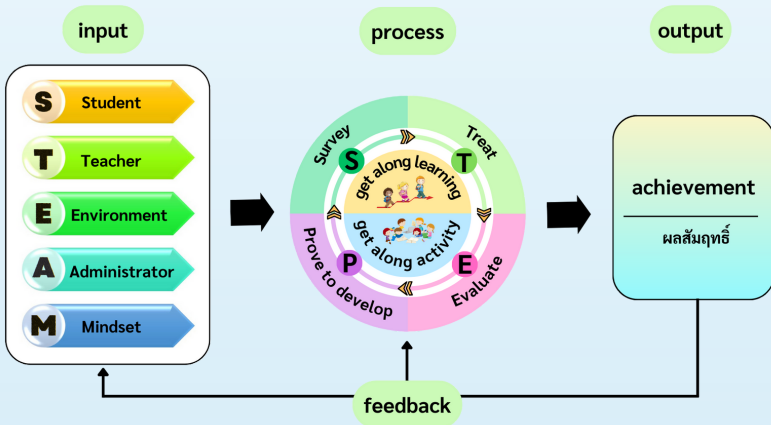 input
process
output
S Student
T Teacher
E Environment
A Administrator
M Mindset
Survey
Treat
S
T
get along learning
get along activity
P
E
Prove to develop
Evaluate
achievement
ผลสัมฤทธิ์
feedback